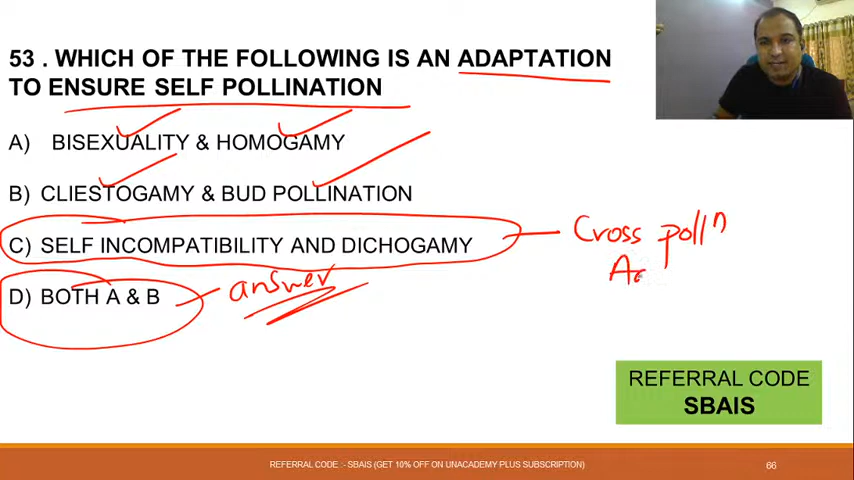 53 . WHICH OF THE FOLLOWING IS AN ADAPTATION
TO ENSURE SELF POLLINATION
A) BISEXUALITY & HOMOGAMY
B) CLIESTOGAMY & BUD POLLINATION
C) SELF INCOMPATIBILITY AND DICHOGAMY
Cross pollⁿ
D) BOTH A & B
answer
REFERRAL CODE
SBAIS
REFERRAL CODE :- SBAIS (GET 10% OFF ON UNACADEMY PLUS SUBSCRIPTION)
66